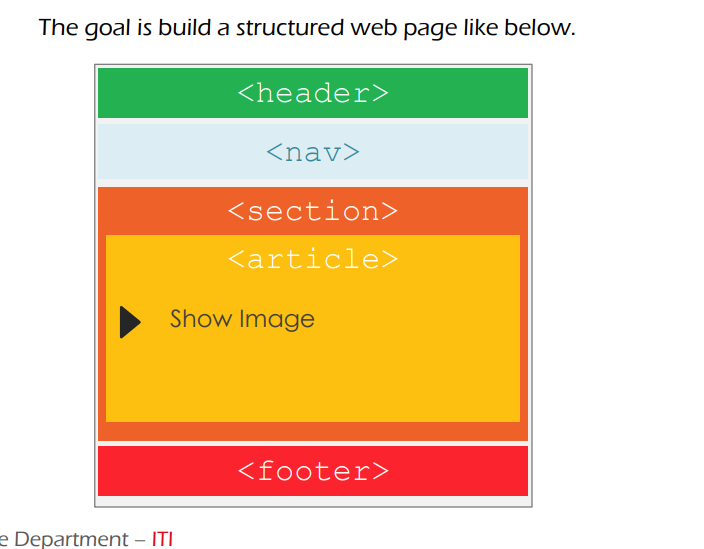 The goal is build a structured web page like below.
<header>
<nav>
<section>
<article>
Show Image
<footer>
e Department – ITI